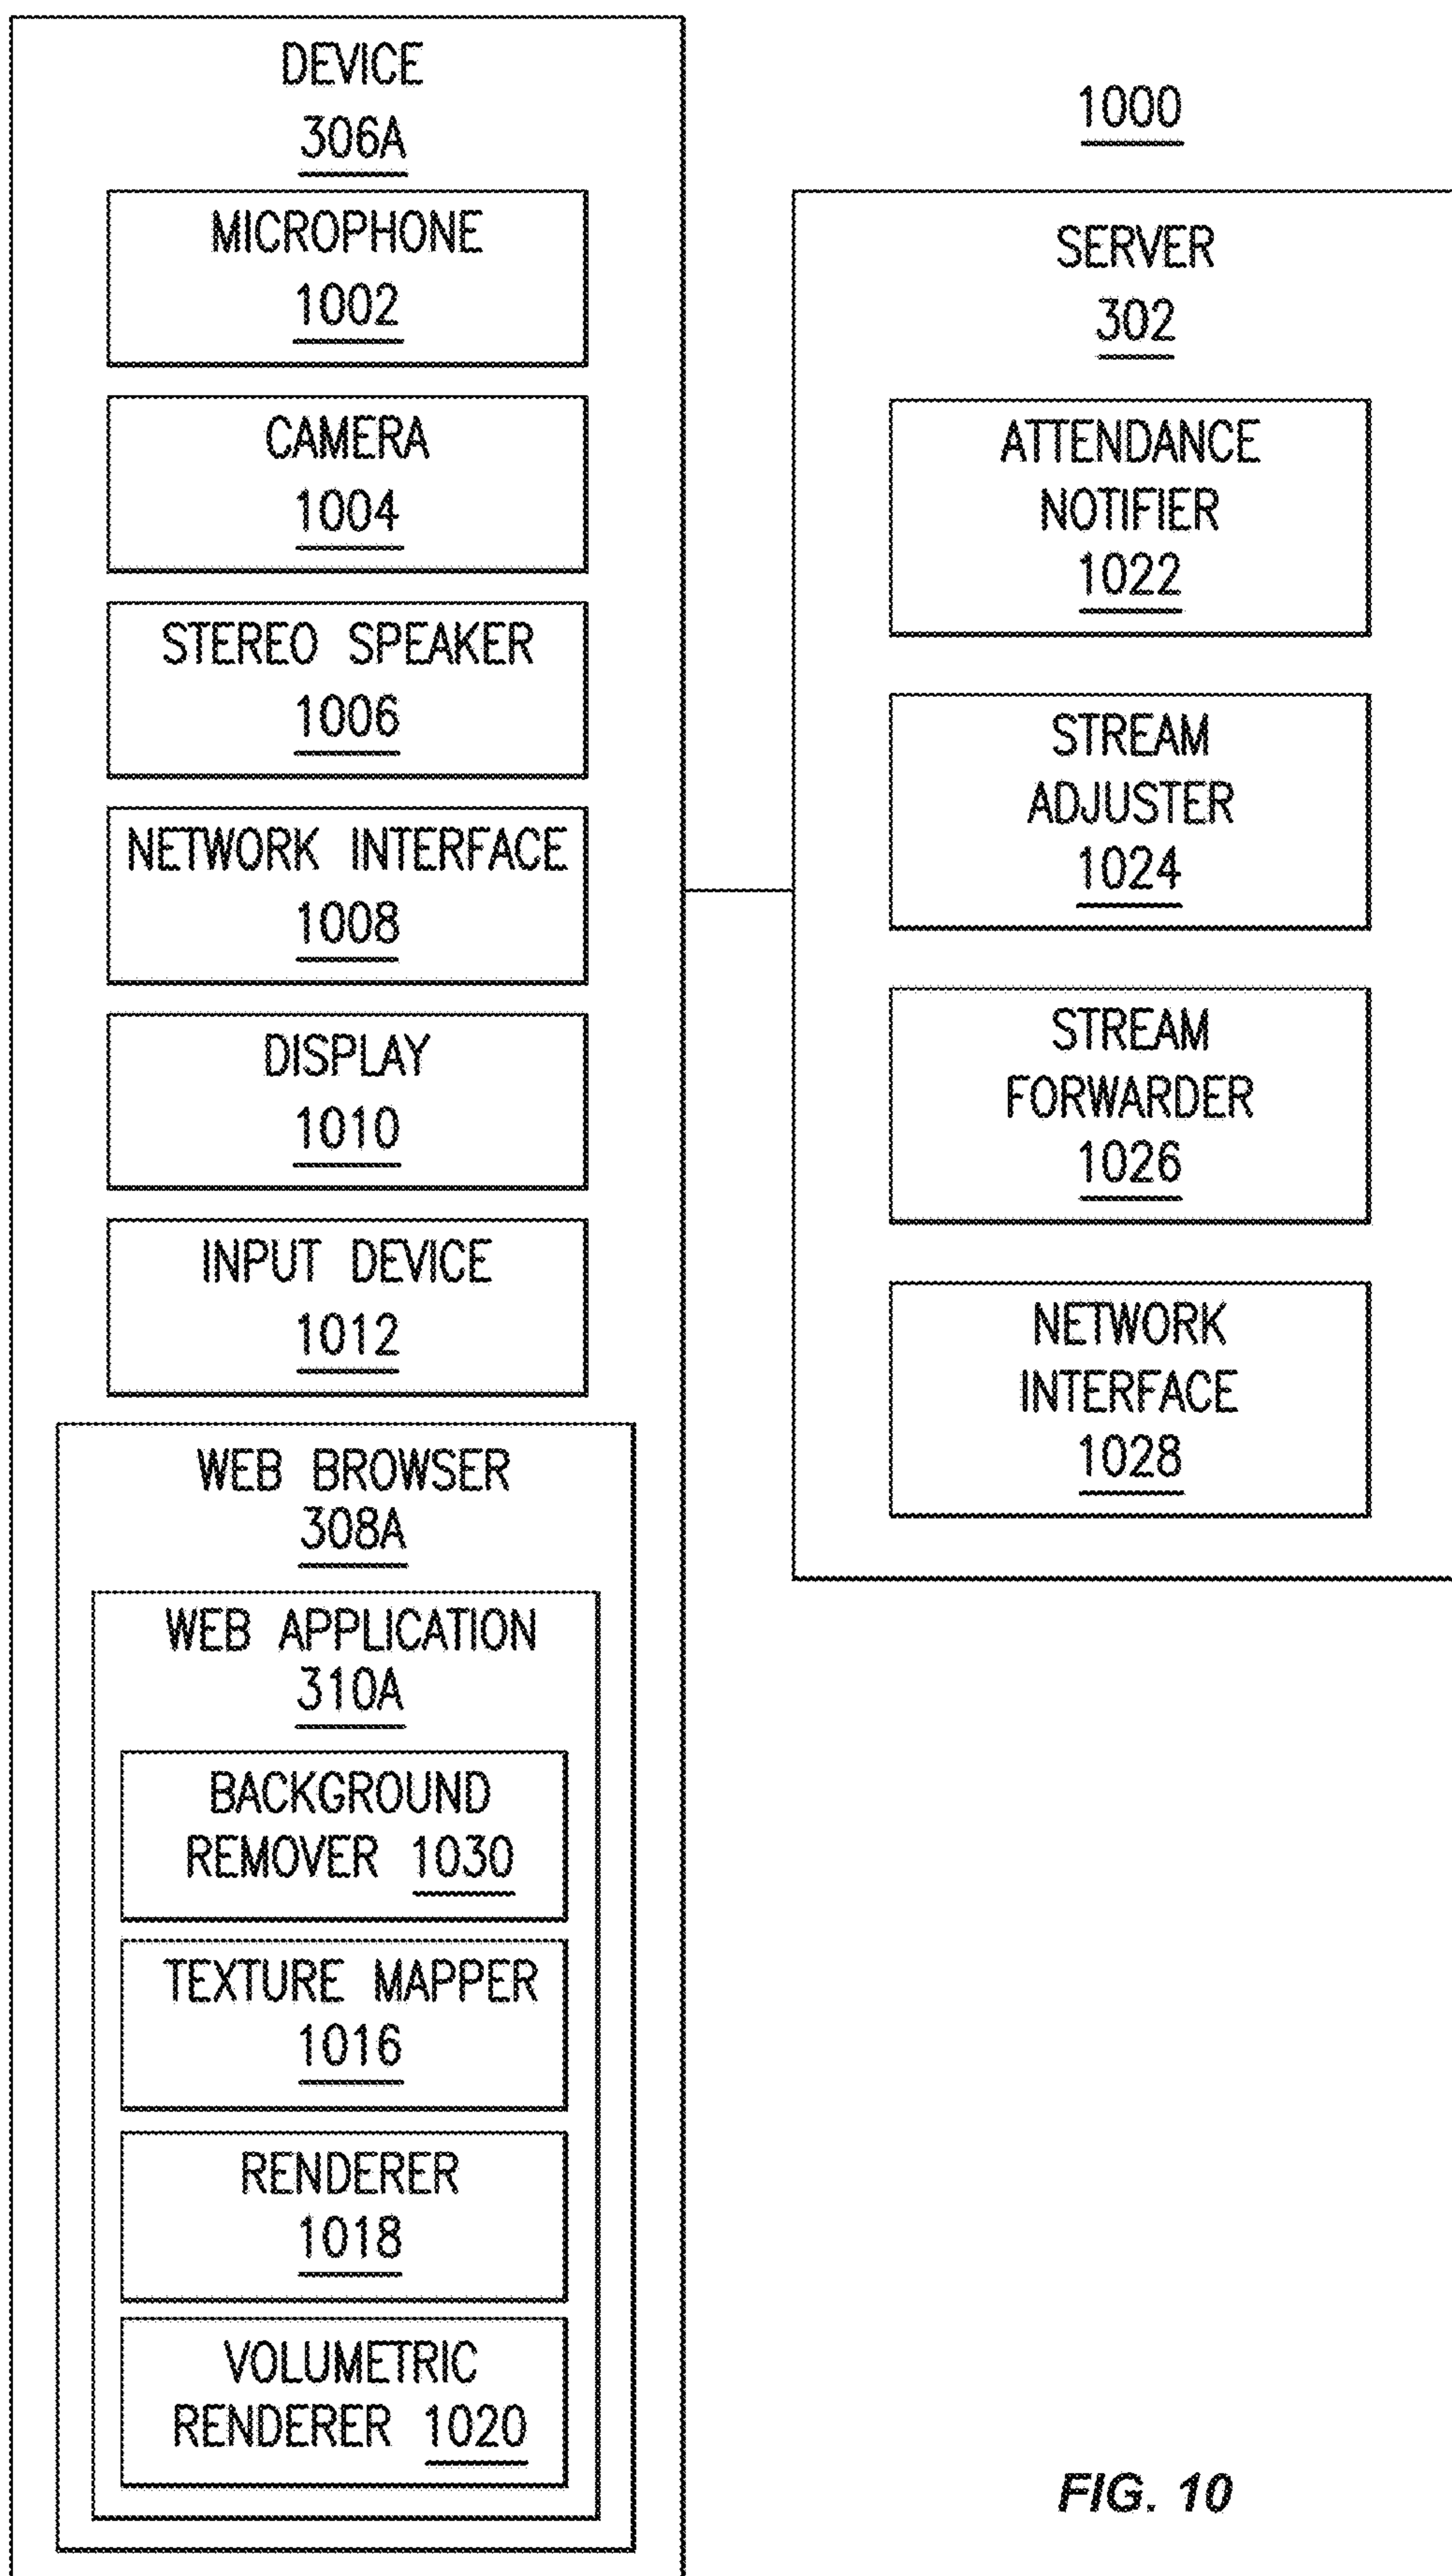 DEVICE
306A
MICROPHONE
1002
CAMERA
1004
STEREO SPEAKER
1006
NETWORK INTERFACE
1008
DISPLAY
1010
INPUT DEVICE
1012
WEB BROWSER
308A
WEB APPLICATION
310A
BACKGROUND
REMOVER 1030
TEXTURE MAPPER
1016
RENDERER
1018
VOLUMETRIC
RENDERER 1020
1000
SERVER
302
ATTENDANCE
NOTIFIER
1022
STREAM
ADJUSTER
1024
STREAM
FORWARDER
1026
NETWORK
INTERFACE
1028
FIG. 10